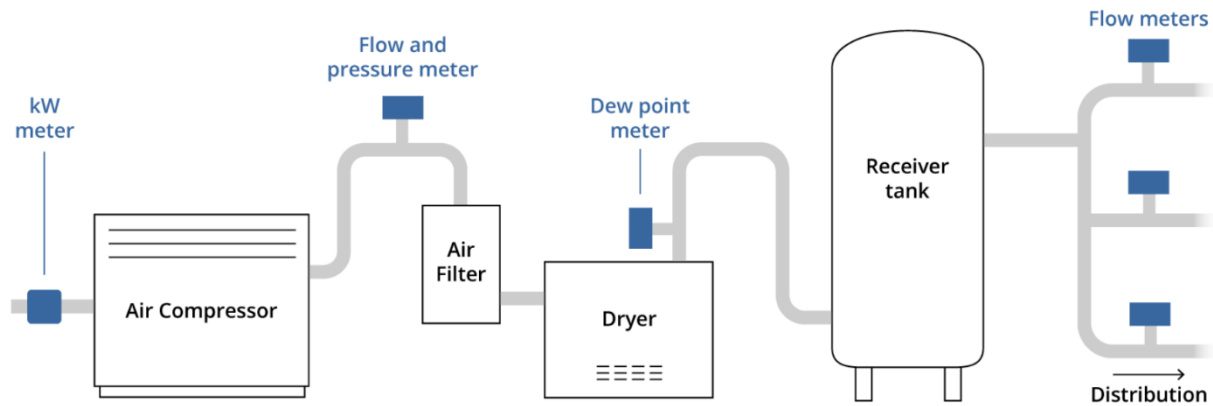 kW
meter
Air Compressor
Flow and
pressure meter
Air
Filter
Dew point
meter
Dryer
Receiver
tank
Flow meters
Distribution